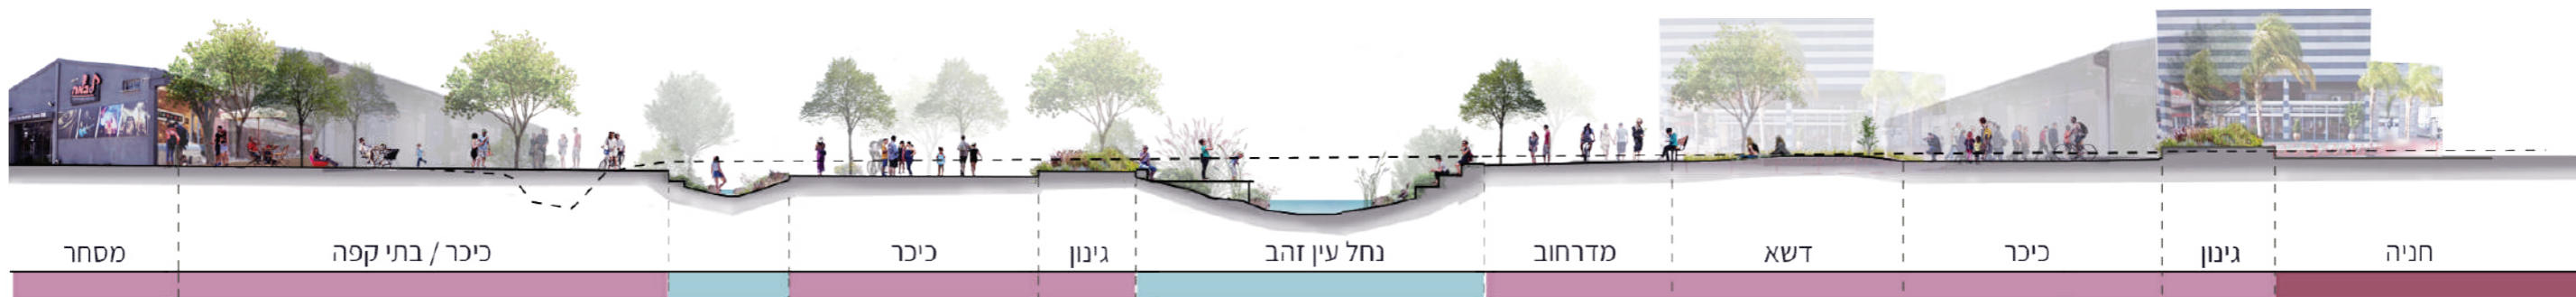 חניה
גינון
כיכר
דשא
מדרחוב
נחל עין זהב
גינון
כיכר
כיכר / בתי קפה
מסחר